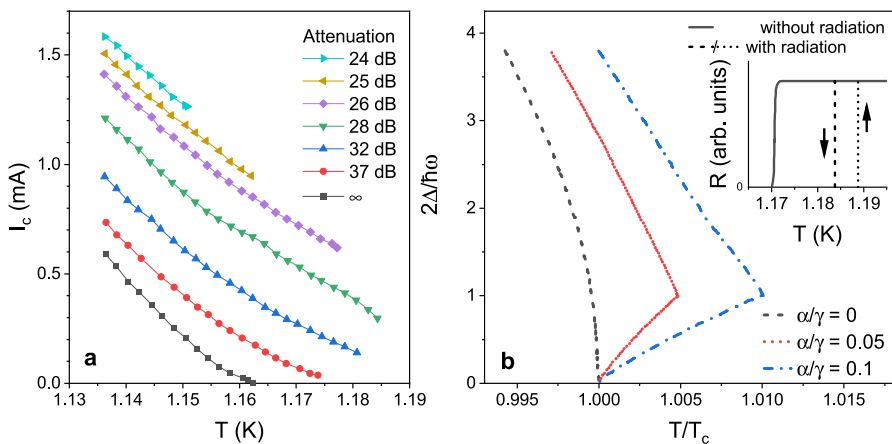 1.5
1.0
0.5
0.0
I_c (mA)
1.13
1.14
1.15
1.16
1.17
1.18
1.19
T (K)
a
Attenuation
24 dB
25 dB
26 dB
28 dB
32 dB
37 dB
∞
4
3
2
1
0
2Δ/ħω
0.995
1.000
1.005
1.010
T/T_c
b
α/γ = 0
α/γ = 0.05
α/γ = 0.1
without radiation
/ with radiation
R (arb. units)
0
1.17
1.18
1.19
T (K)